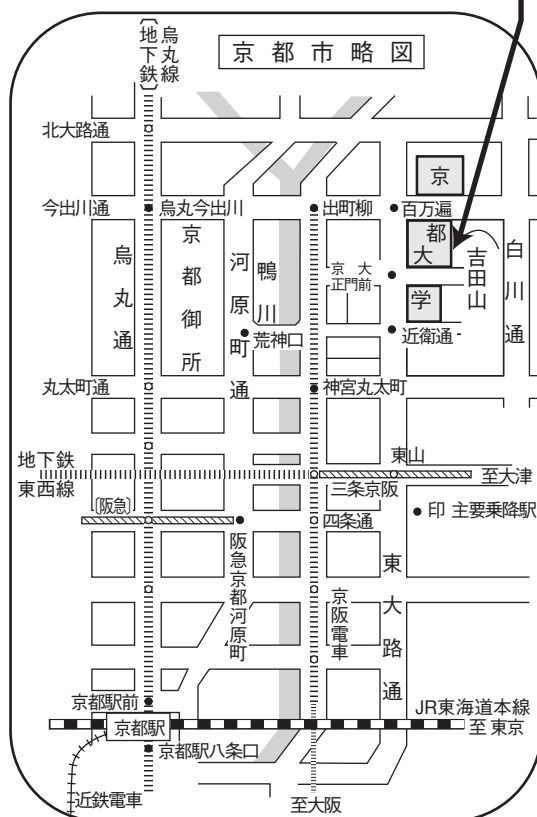 京都市略図
〔地下鉄烏丸線〕
北大路通
今出川通
烏丸今出川
出町柳
百万遍
京都大学
烏丸通
京都御所
河原町通
鴨川
京大正門前
吉田山
白川通
荒神口
近衛通
丸太町通
神宮丸太町
地下鉄
東西線
東山
三条京阪
至大津
〔阪急〕
四条通
●印 主要乗降駅
阪急京都河原町
京阪電車
東大路通
京都駅前
JR東海道本線
至東京
京都駅
京都駅八条口
近鉄電車
至大阪